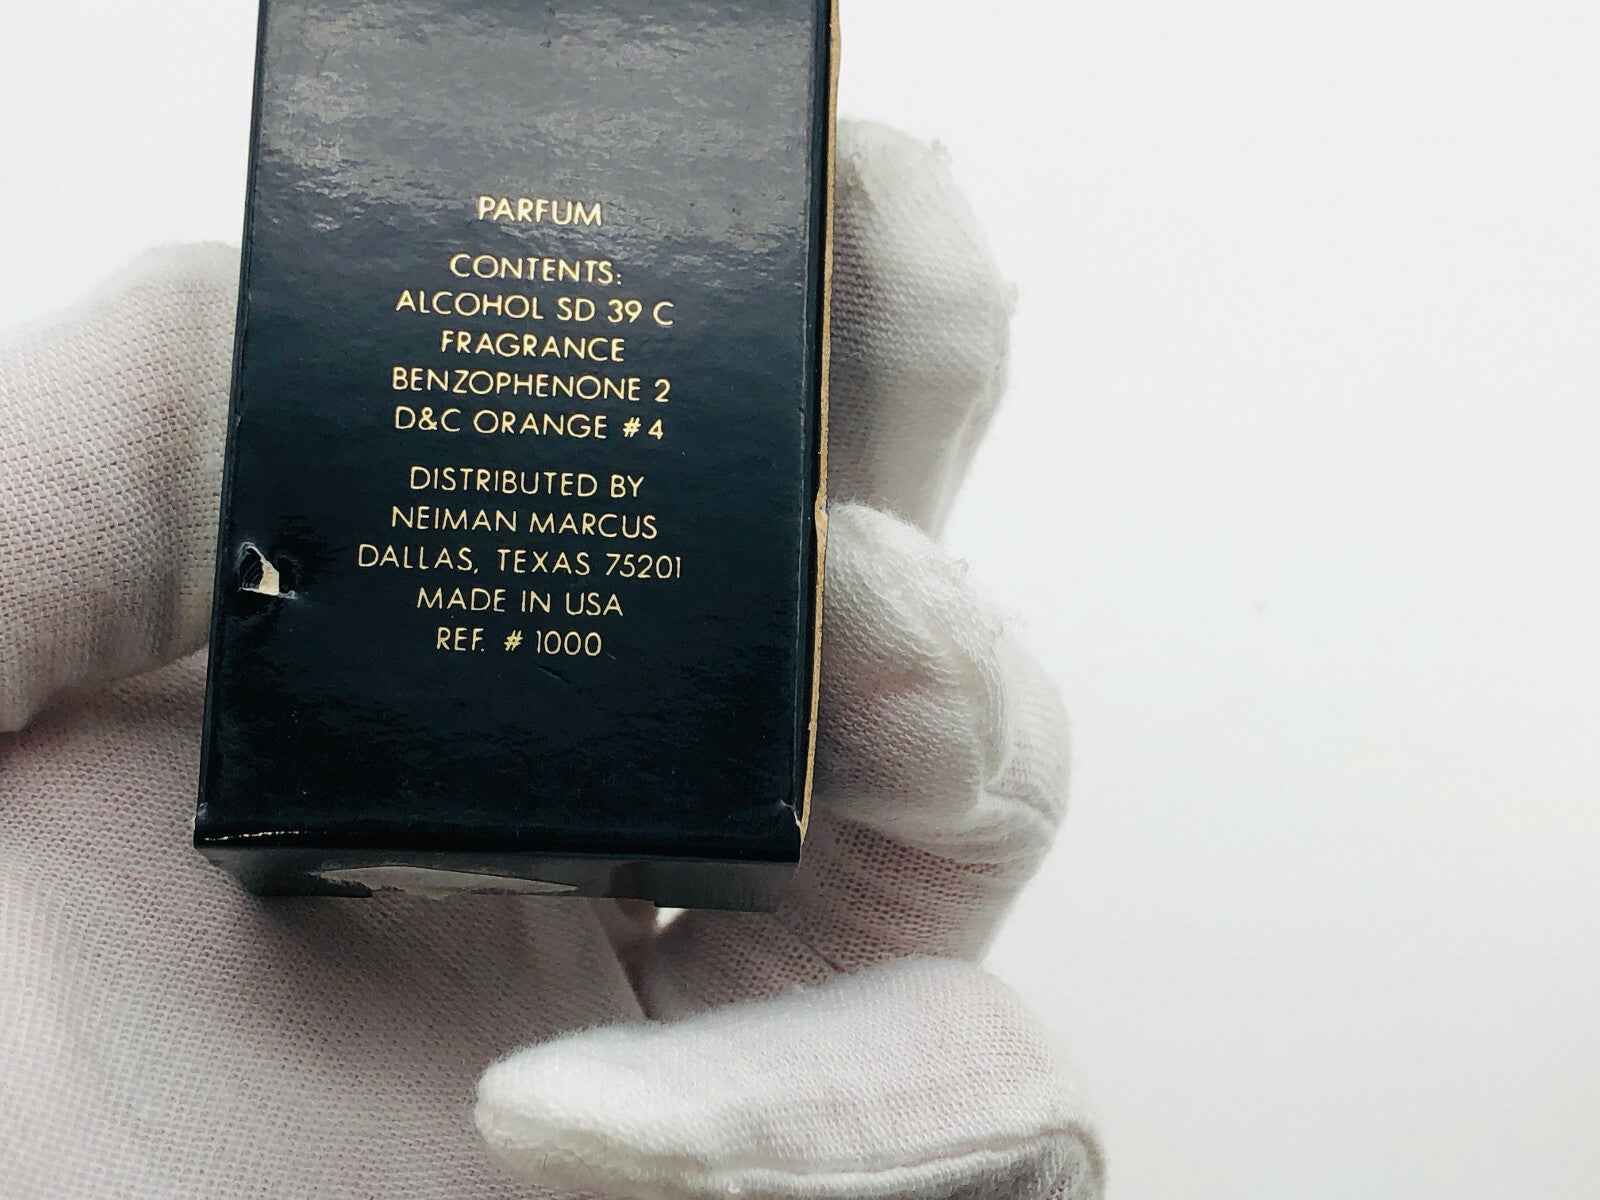 PARFUM
CONTENTS:
ALCOHOL SD 39 C
FRAGRANCE
BENZOPHENONE 2
D&C ORANGE #4
DISTRIBUTED BY
NEIMAN MARCUS
DALLAS, TEXAS 75201
MADE IN USA
REF. # 1000